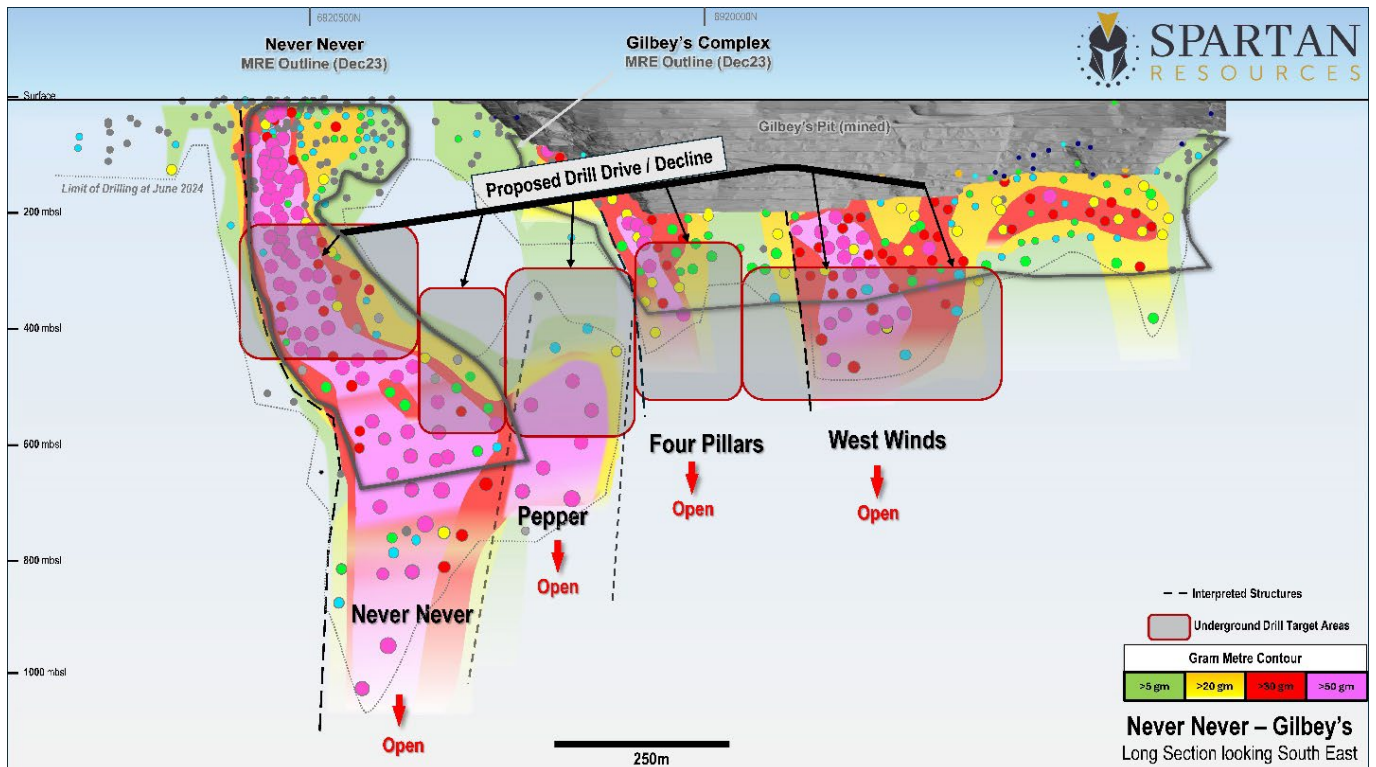 6820500N
6920000N
Never Never
MRE Outline (Dec23)
Gilbey's Complex
MRE Outline (Dec23)
SPARTAN
RESOURCES
Surface
Gilbey's Pit (mined)
Proposed Drill Drive / Decline
Limit of Drilling at June 2024
200 mbsl
400 mbsl
600 mbsl
800 mbsl
1000 mbsl
Four Pillars
Open
West Winds
Open
Pepper
Open
Never Never
Open
250m
Interpreted Structures
Underground Drill Target Areas
Gram Metre Contour
>5 gm
>20 gm
>30 gm
>50 gm
Never Never – Gilbey's
Long Section looking South East